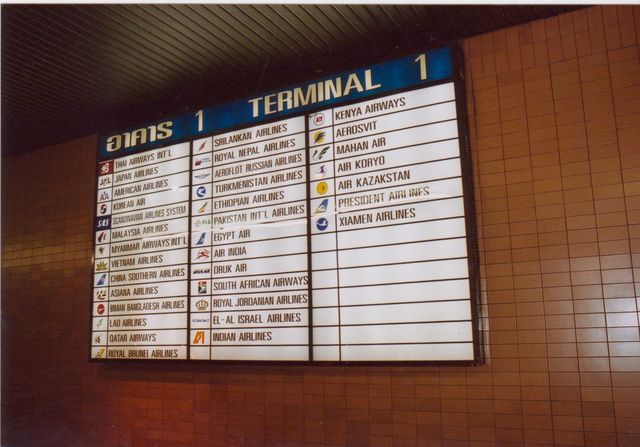 อาคาร 1 TERMINAL 1
THAI AIRWAYS INT'L
JAPAN AIRLINES
AMERICAN AIRLINES
KOREAN AIR
SAS SCANDINAVIAN AIRLINES SYSTEM
MALAYSIA AIRLINES
MYANMAR AIRWAYS INT'L
VIETNAM AIRLINES
CHINA SOUTHERN AIRLINES
ASIANA AIRLINES
BIMAN BANGLADESH AIRLINES
LAO AIRLINES
QATAR AIRWAYS
ROYAL BRUNEI AIRLINES
SRILANKAN AIRLINES
ROYAL NEPAL AIRLINES
AEROFLOT RUSSIAN AIRLINES
TURKMENISTAN AIRLINES
ETHIOPIAN AIRLINES
PIA PAKISTAN INT'L AIRLINES
EGYPT AIR
AIR INDIA
DRUK AIR
SOUTH AFRICAN AIRWAYS
ROYAL JORDANIAN AIRLINES
EL-AL ISRAEL AIRLINES
INDIAN AIRLINES
KENYA AIRWAYS
AEROSVIT
MAHAN AIR
AIR KORYO
AIR KAZAKSTAN
PRESIDENT AIRLINES
XIAMEN AIRLINES